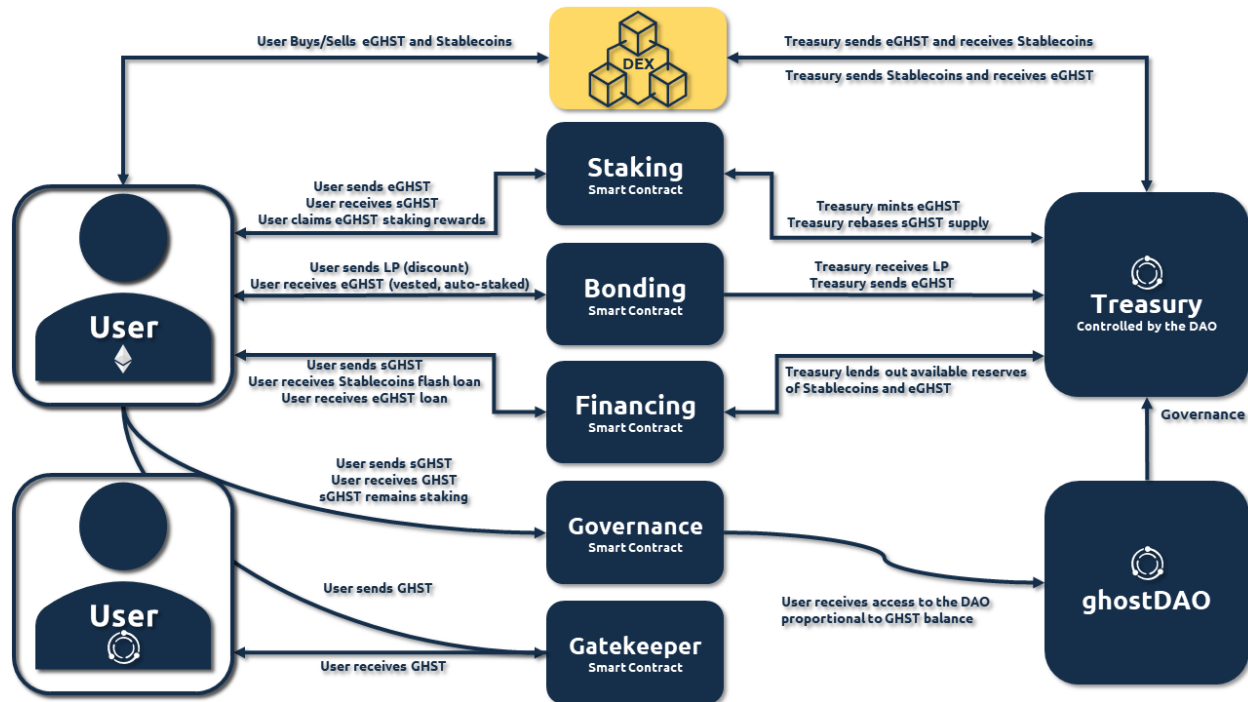 User Buys/Sells eGHST and Stablecoins
DEX
Treasury sends eGHST and receives Stablecoins
Treasury sends Stablecoins and receives eGHST
Staking
Smart Contract
User sends eGHST
User receives sGHST
User claims eGHST staking rewards
Treasury mints eGHST
Treasury rebases sGHST supply
User sends LP (discount)
User receives eGHST (vested, auto-staked)
Bonding
Smart Contract
Treasury receives LP
Treasury sends eGHST
User
Treasury
Controlled by the DAO
User sends sGHST
User receives Stablecoins flash loan
User receives eGHST loan
Financing
Smart Contract
Treasury lends out available reserves
of Stablecoins and eGHST
Governance
User sends sGHST
User receives GHST
sGHST remains staking
Governance
Smart Contract
User sends GHST
User
User receives access to the DAO
proportional to GHST balance
ghostDAO
Gatekeeper
Smart Contract
User receives GHST